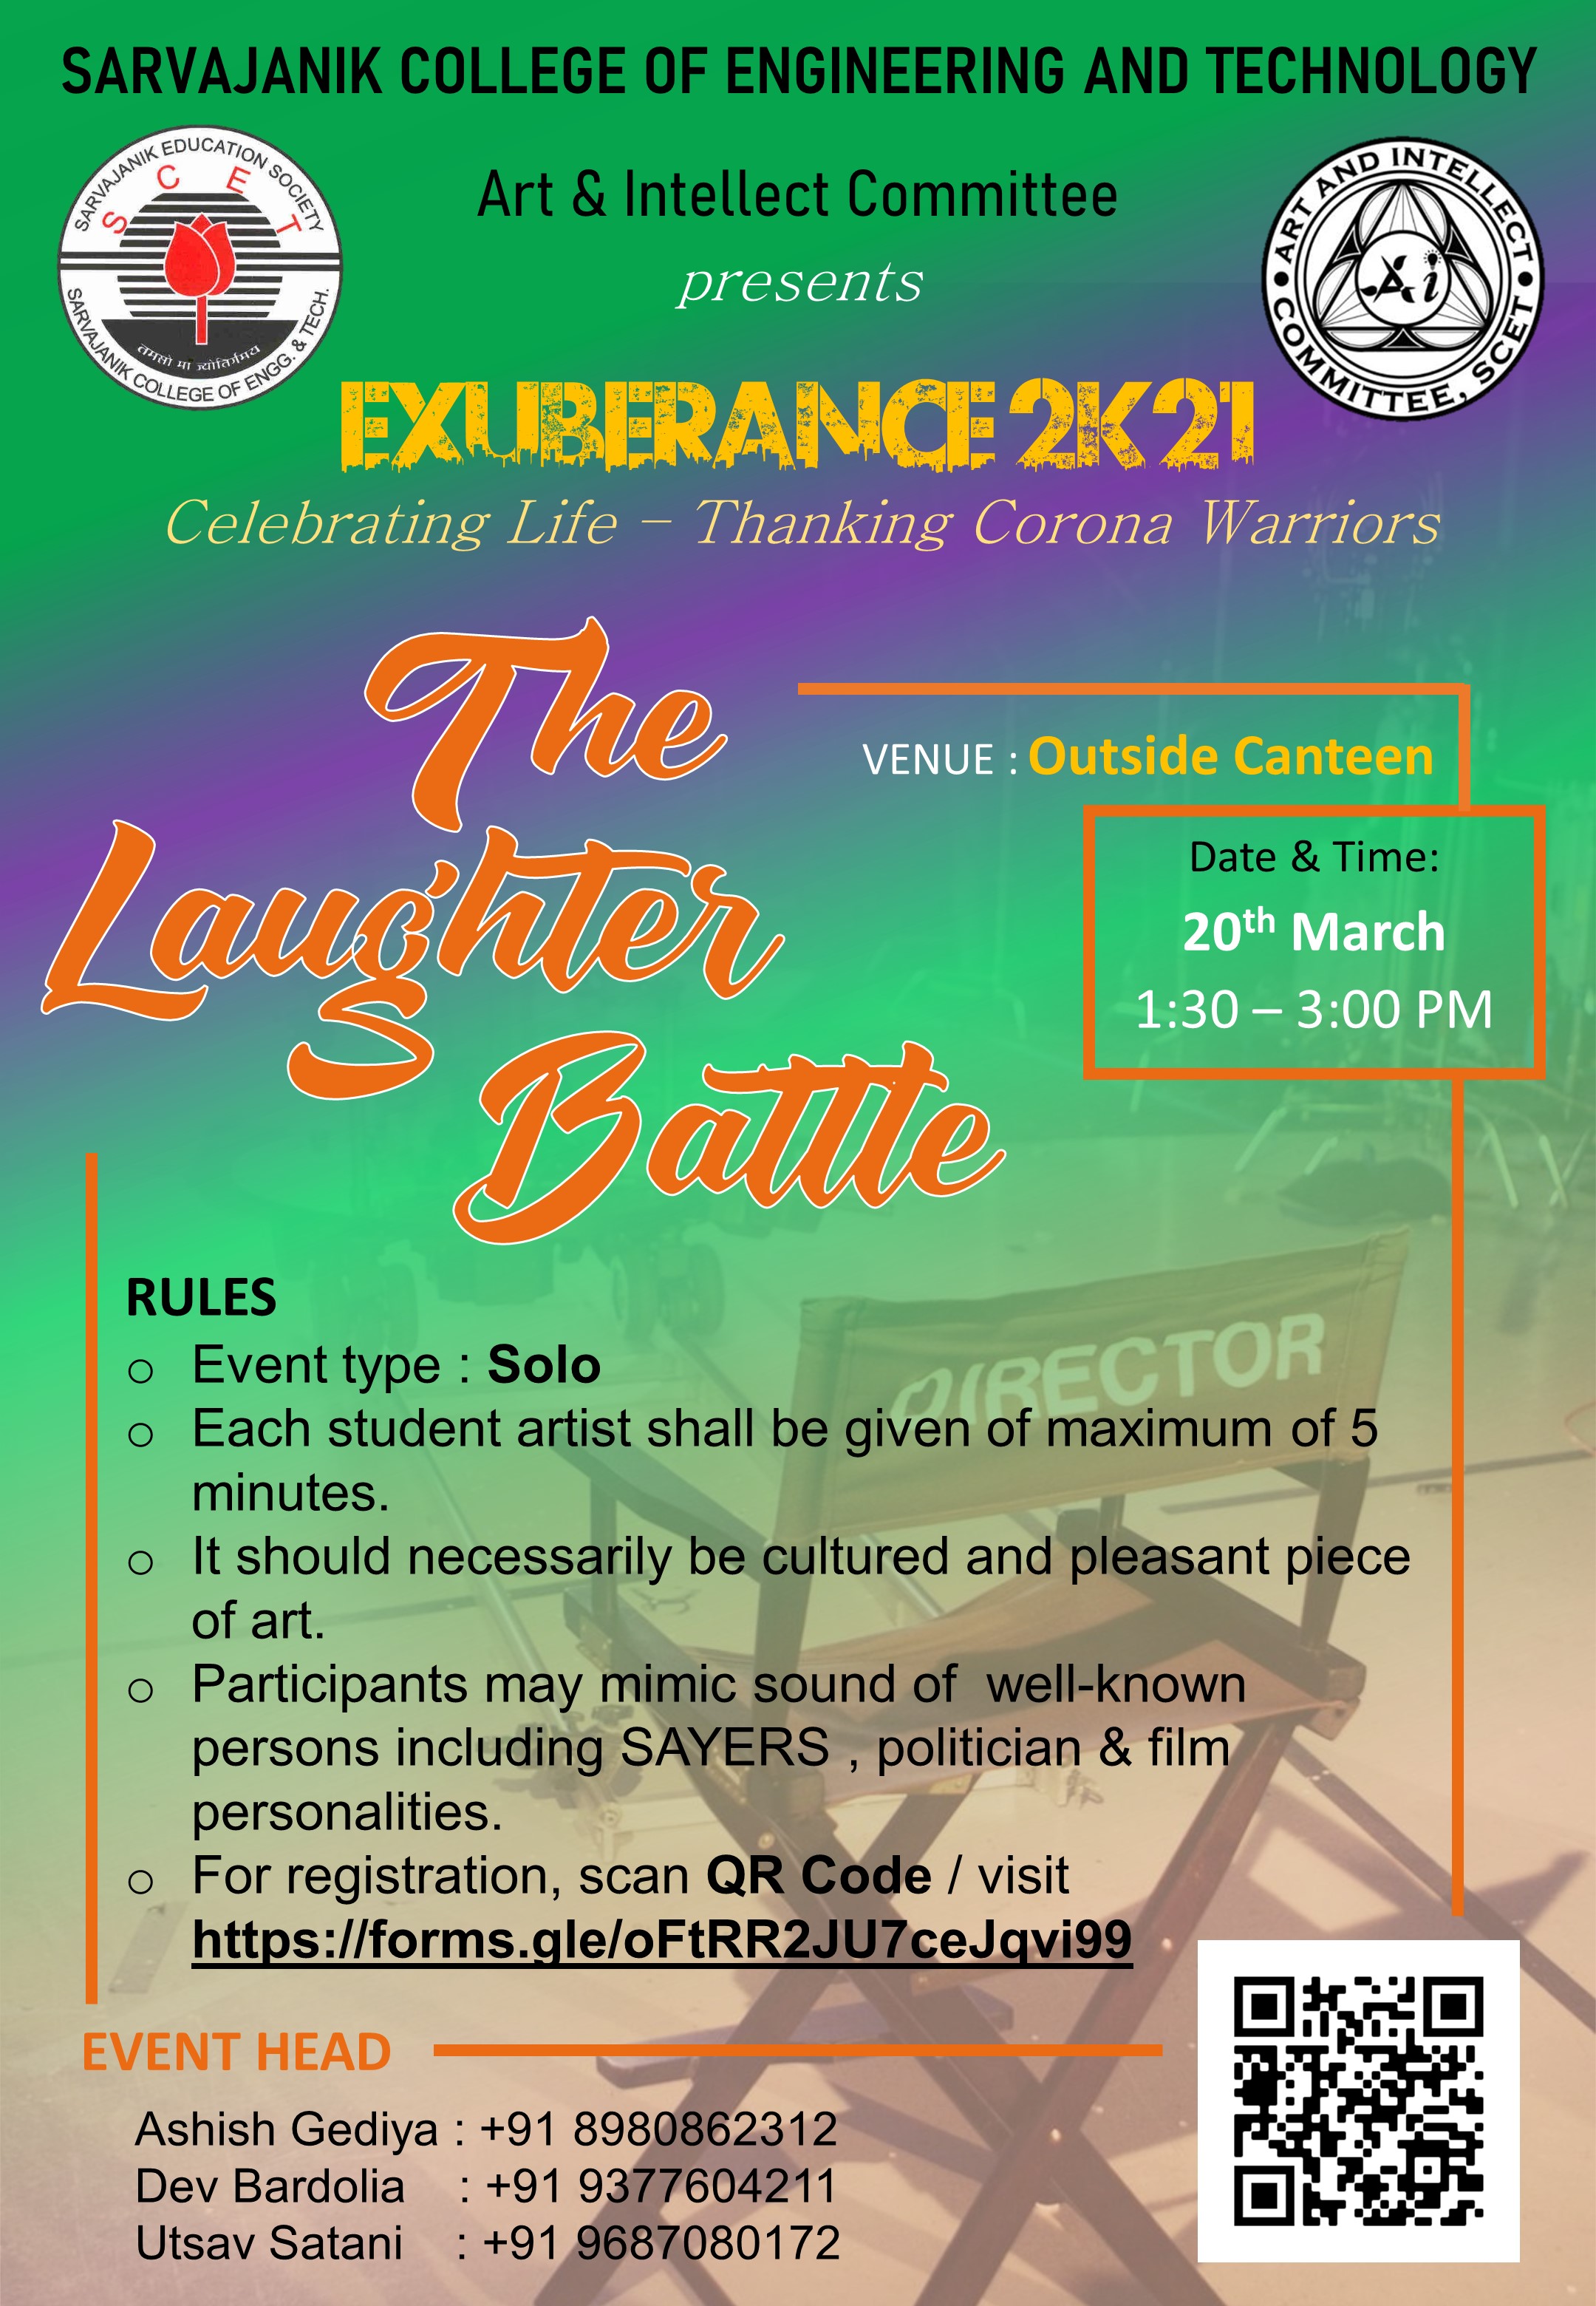 SARVAJANIK COLLEGE OF ENGINEERING AND TECHNOLOGY
SARVAJANIK EDUCATION SOCIETY
S C E T
तमसो मा ज्योतिर्गमय
SARVAJANIK COLLEGE OF ENGG. & TECH.
Art & Intellect Committee
presents
ART AND INTELLECT
Ai
COMMITTEE, SCET
EXUBERANCE 2K21
Celebrating Life – Thanking Corona Warriors
The
Laughter
Battle
VENUE : Outside Canteen
Date & Time:
20th March
1:30 – 3:00 PM
DIRECTOR
RULES
o Event type : Solo
o Each student artist shall be given of maximum of 5
minutes.
o It should necessarily be cultured and pleasant piece
of art.
o Participants may mimic sound of well-known
persons including SAYERS , politician & film
personalities.
o For registration, scan QR Code / visit
https://forms.gle/oFtRR2JU7ceJqvi99
EVENT HEAD
Ashish Gediya : +91 8980862312
Dev Bardolia : +91 9377604211
Utsav Satani : +91 9687080172